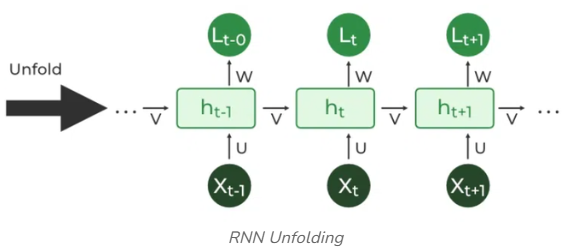 Lt-0 Lt Lt+1
Unfold
W W W
... ht-1 ht ht+1 ...
V V V V
U U U
Xt-1 Xt Xt+1
RNN Unfolding